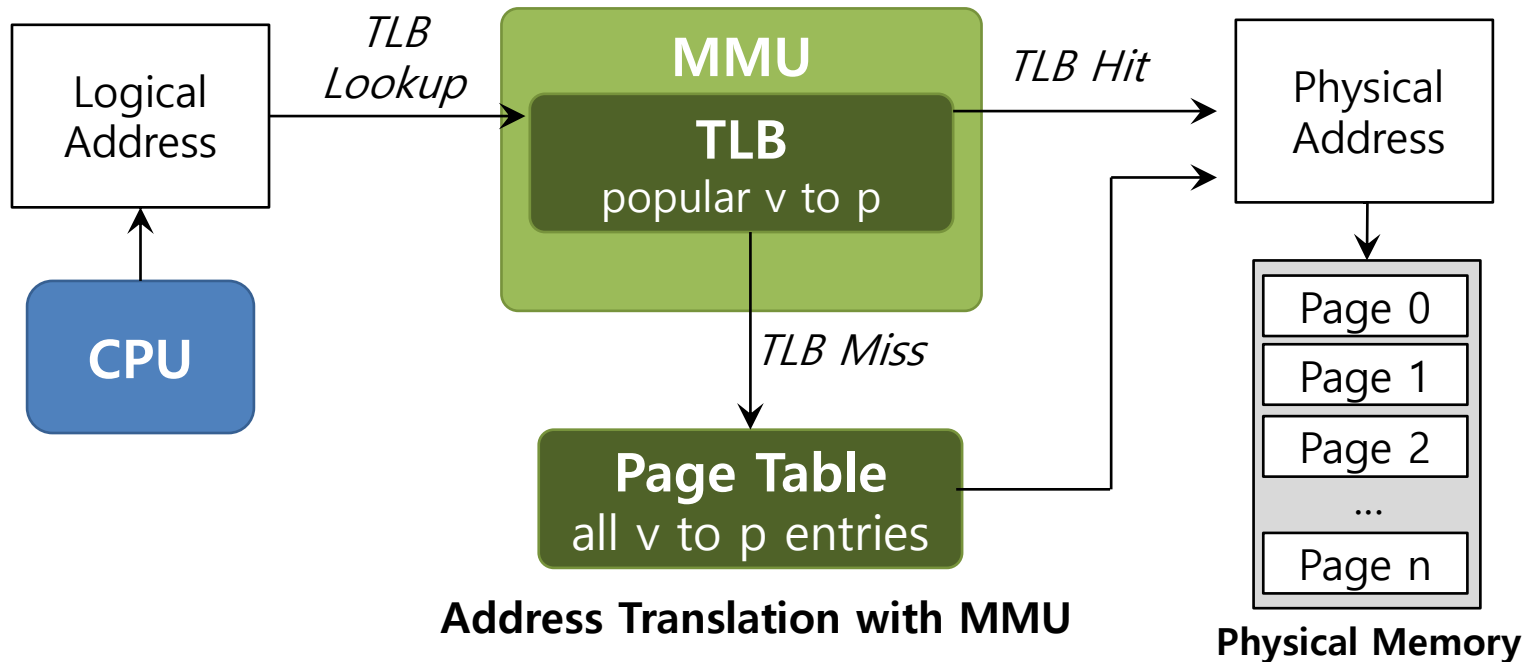 Logical
Address
TLB
Lookup
MMU
TLB
popular v to p
TLB Hit
Physical
Address
CPU
TLB Miss
Page Table
all v to p entries
Page 0
Page 1
Page 2
...
Page n
Address Translation with MMU
Physical Memory